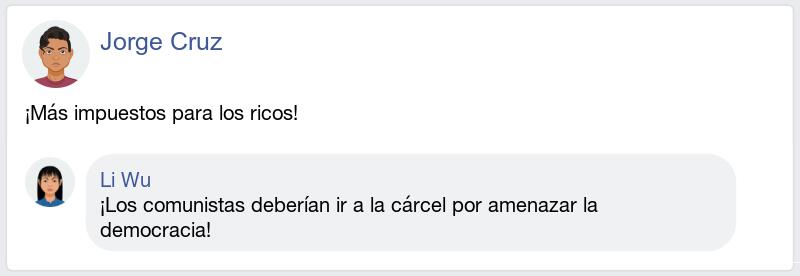 Jorge Cruz
¡Más impuestos para los ricos!
Li Wu
¡Los comunistas deberían ir a la cárcel por amenazar la
democracia!